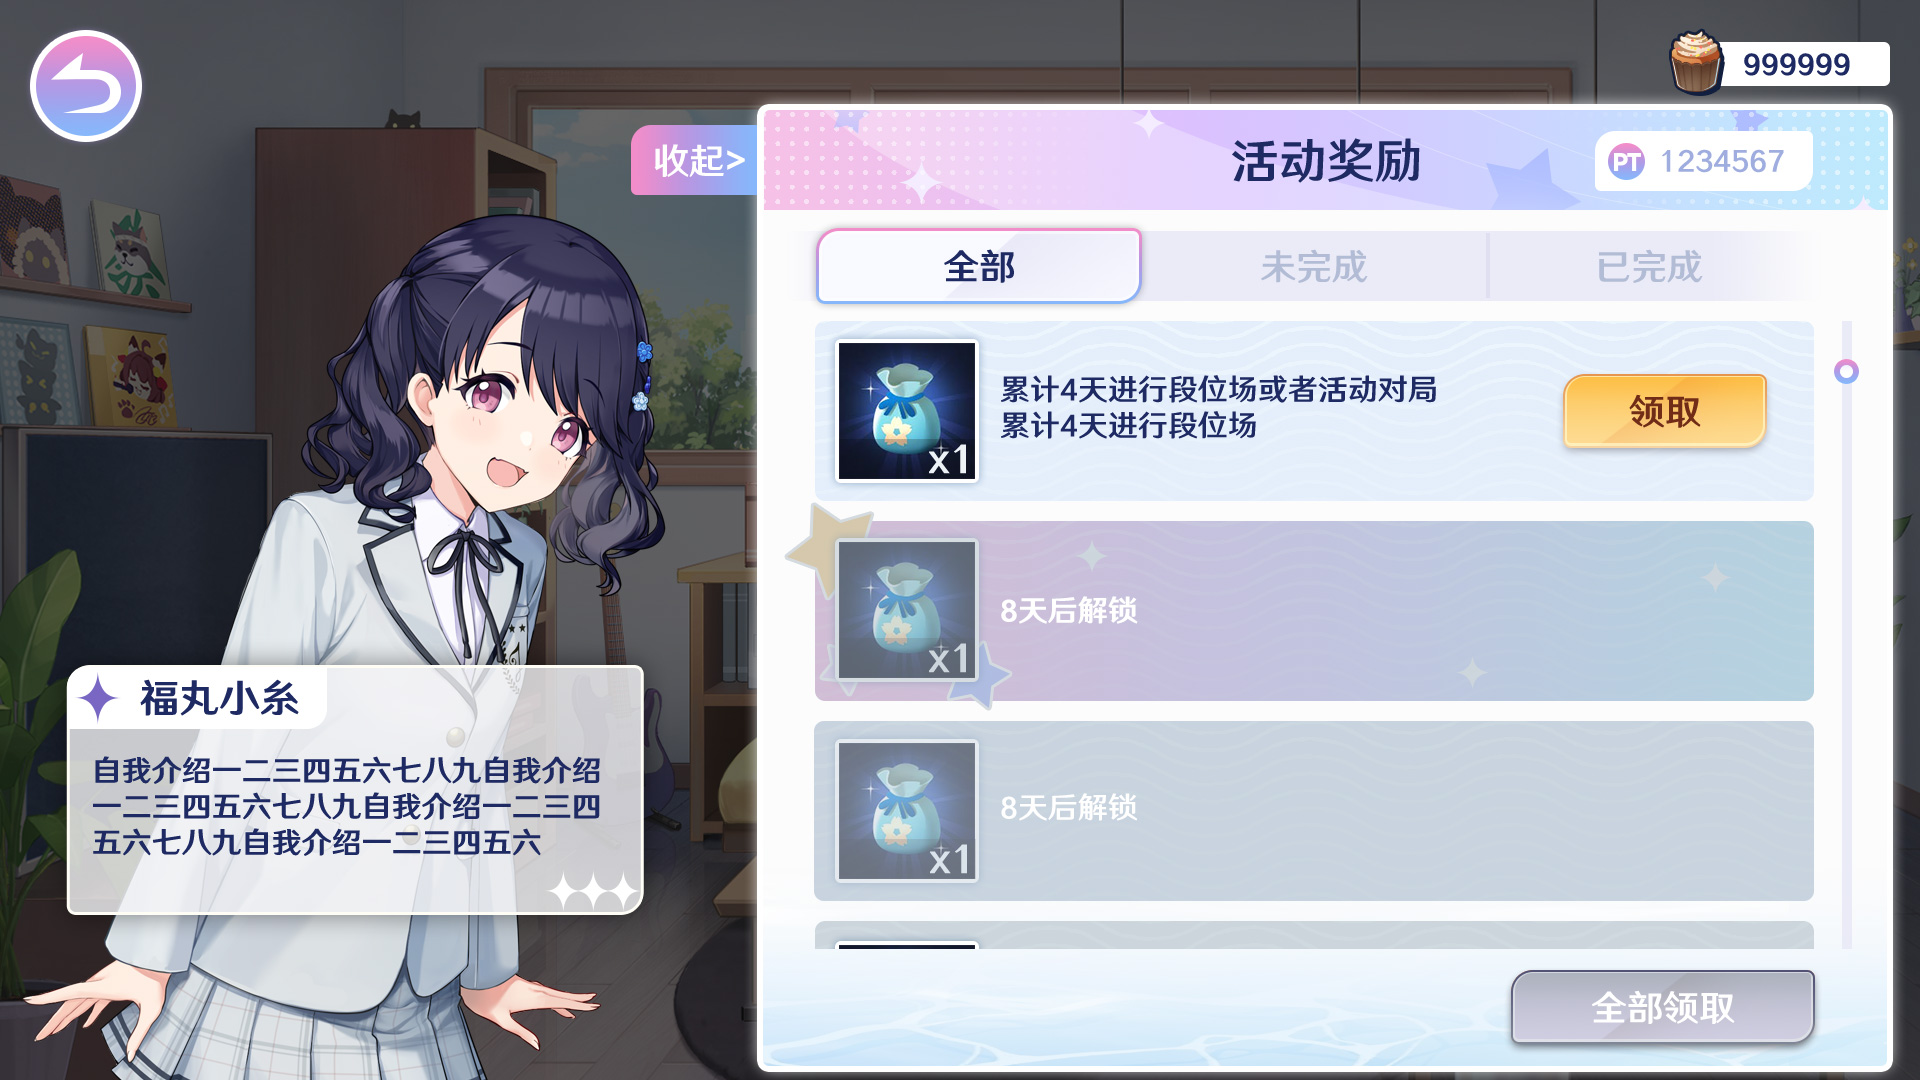 999999
收起>
活动奖励
PT 1234567
全部
未完成
已完成
累计4天进行段位场或者活动对局
累计4天进行段位场
x1
领取
8天后解锁
x1
福丸小糸
自我介绍一二三四五六七八九自我介绍
一二三四五六七八九自我介绍一二三四
五六七八九自我介绍一二三四五六
8天后解锁
x1
全部领取